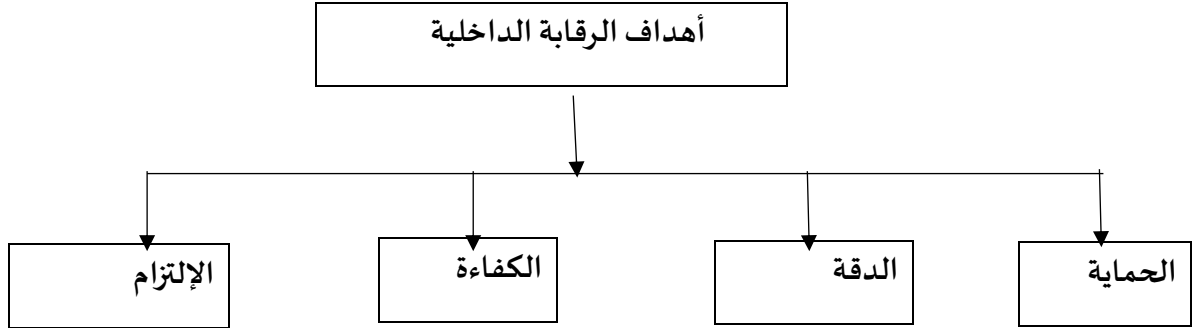 أهداف الرقابة الداخلية
الحماية
الدقة
الكفاءة
الإلتزام